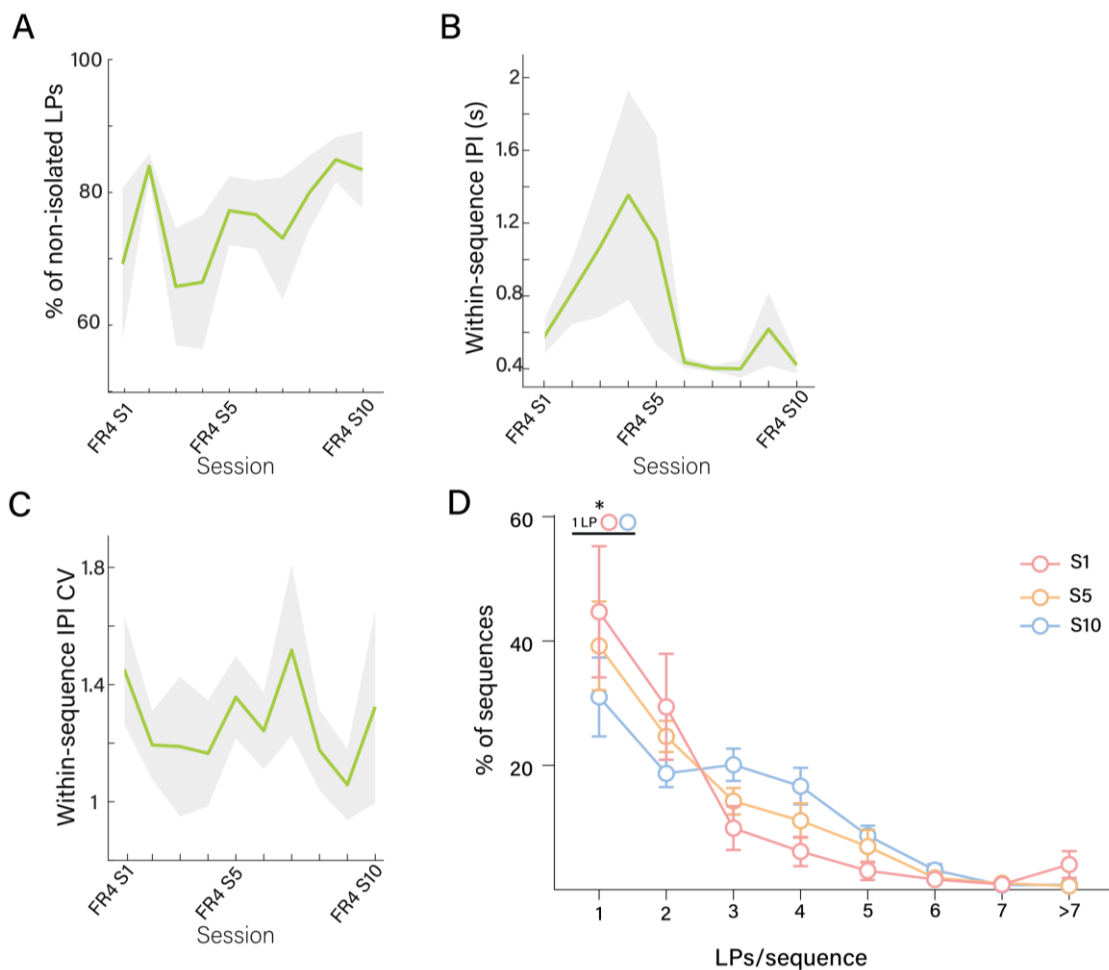 A
% of non-isolated LPs
100
80
60
FR4 S1
FR4 S5
FR4 S10
Session
B
Within-sequence IPI (s)
2
1.6
1.2
0.8
0.4
FR4 S1
FR4 S5
FR4 S10
Session
C
Within-sequence IPI CV
1.8
1.4
1
FR4 S1
FR4 S5
FR4 S10
Session
D
% of sequences
60
40
20
*
1 LP
S1
S5
S10
1 2 3 4 5 6 7 >7
LPs/sequence